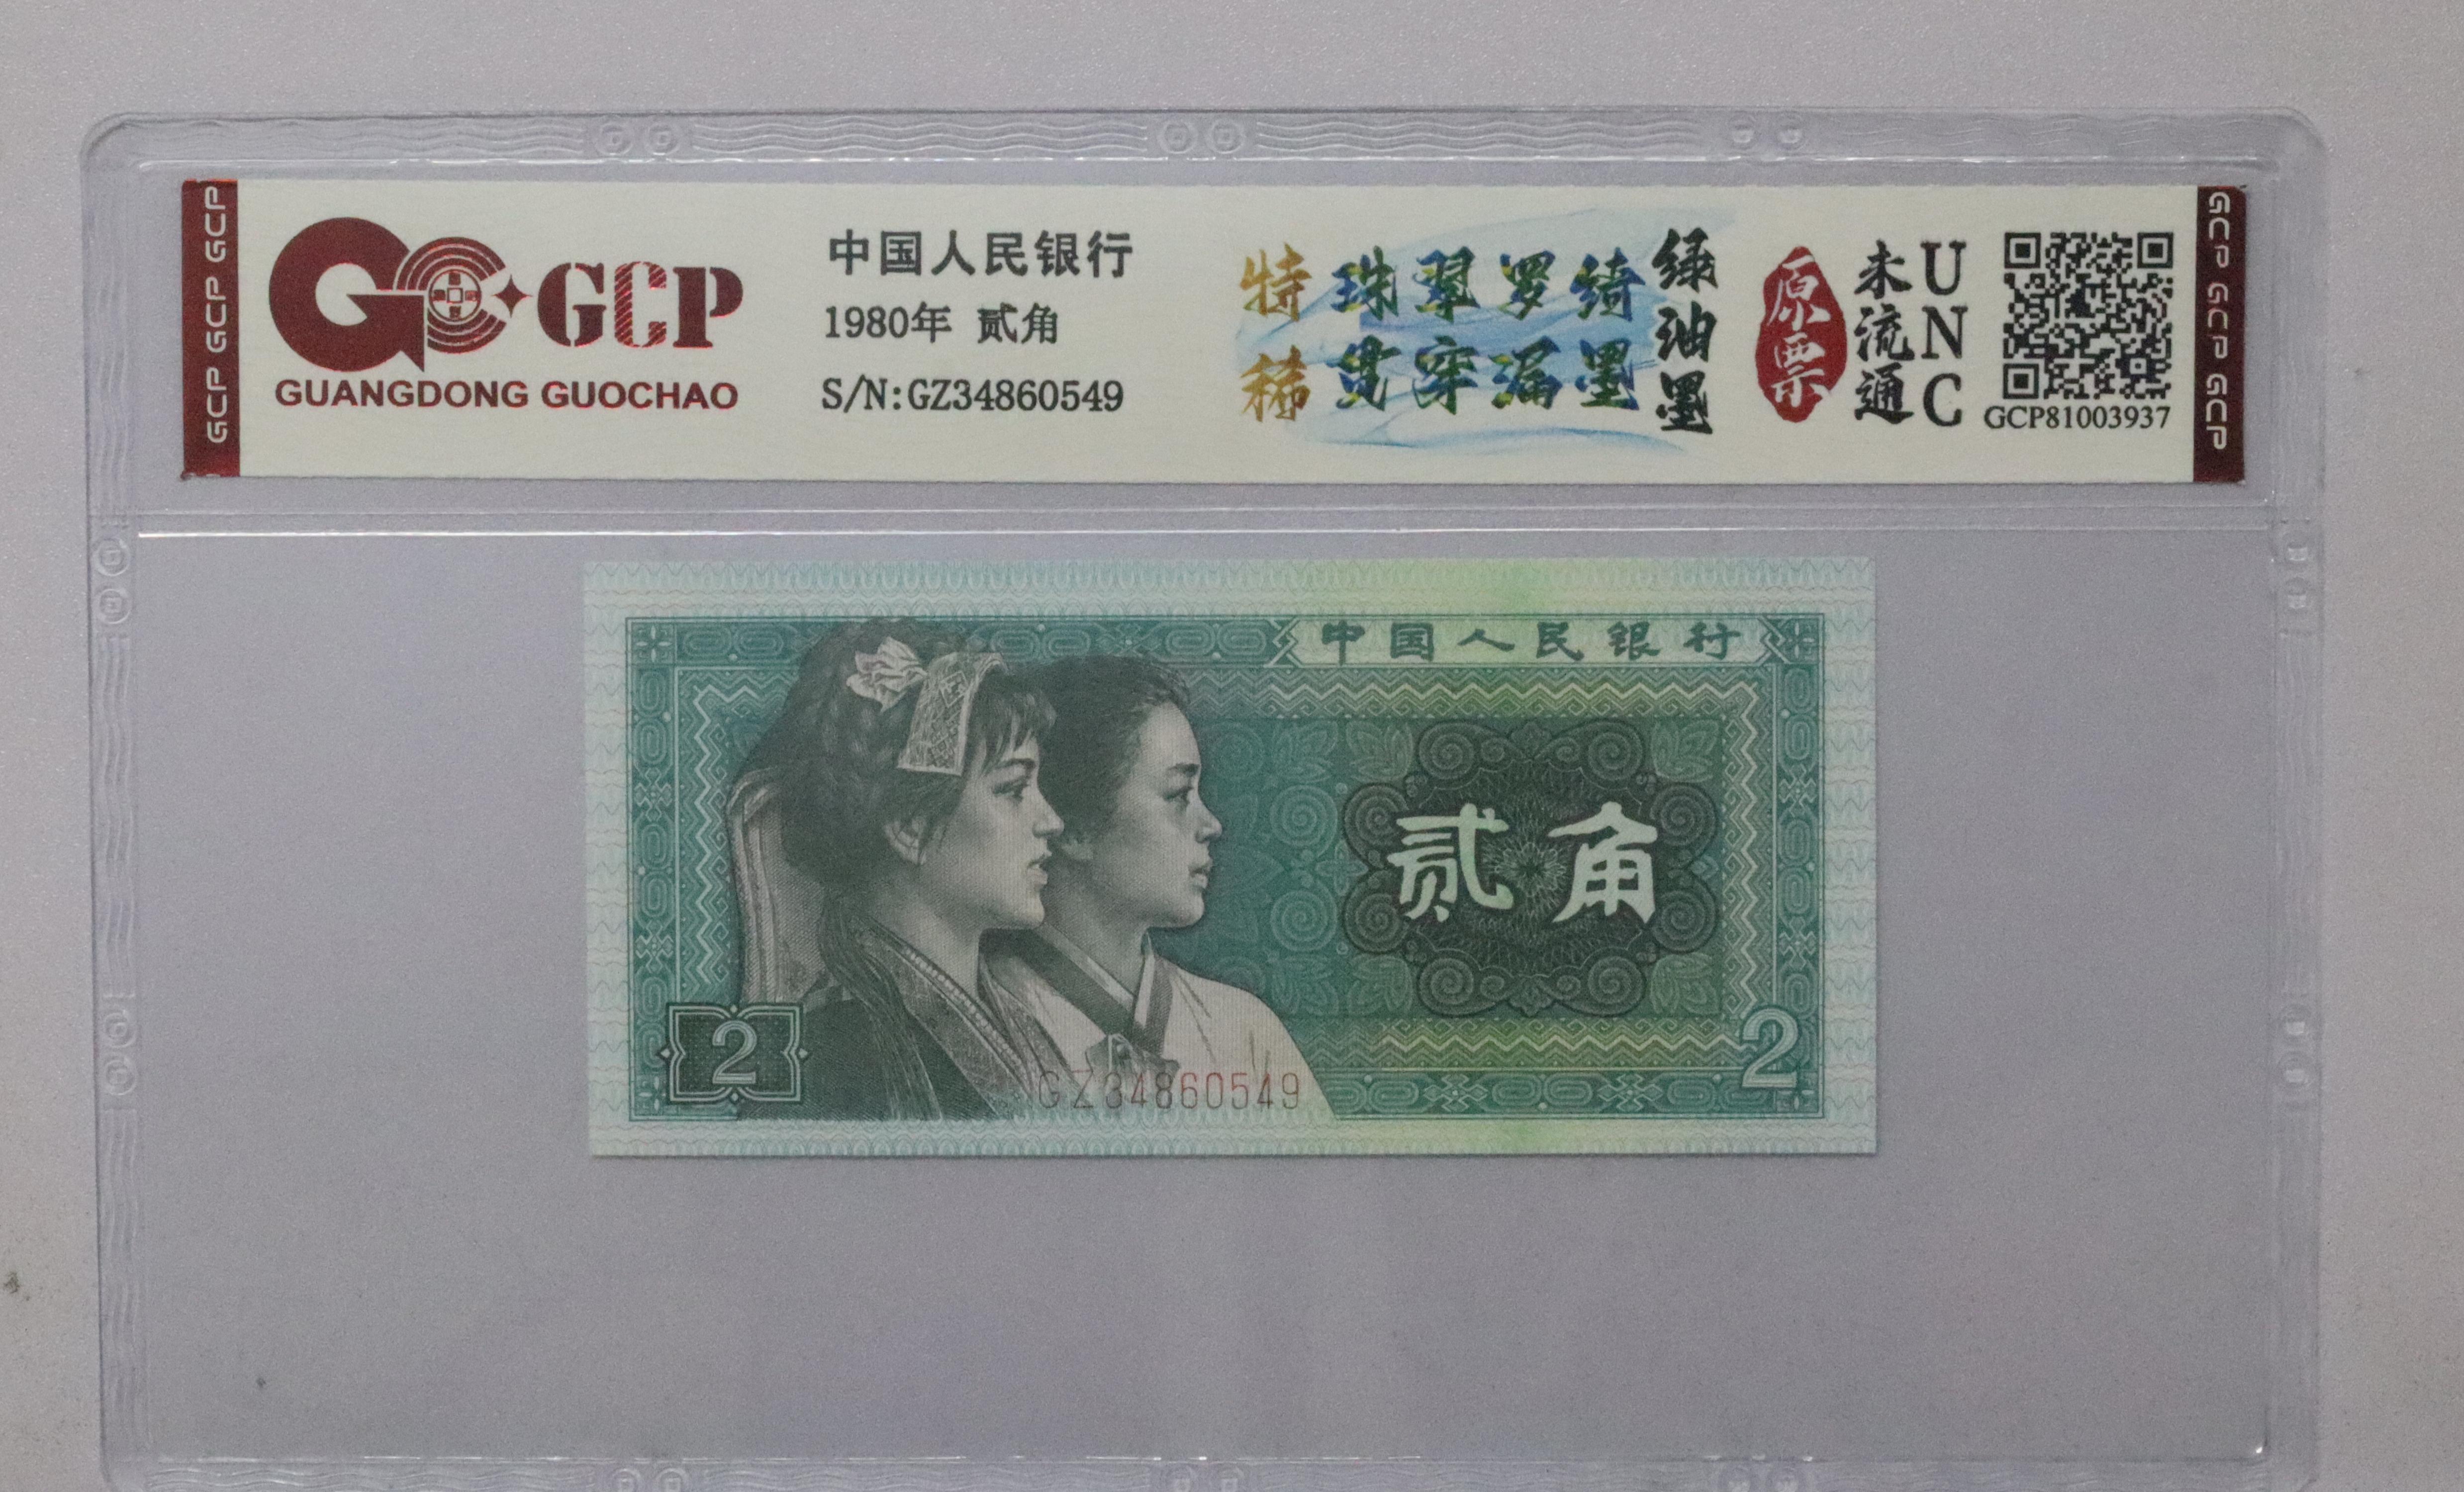 GCP GCP GCP
GCP
GUANGDONG GUOCHAO
中国人民银行
1980年 贰角
S/N:GZ34860549
特稀
珠翠罗绮
贯穿漏墨
绿油墨
原票
未流通
UNC
GCP81003937
GCP GCP GCP
中国人民银行
贰角
2
GZ34860549
2